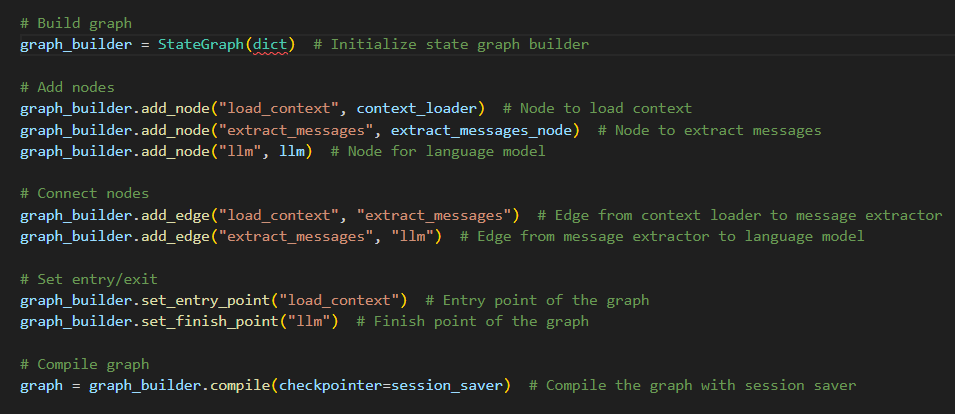 # Build graph
graph_builder = StateGraph(dict)  # Initialize state graph builder
# Add nodes
graph_builder.add_node("load_context", context_loader)  # Node to load context
graph_builder.add_node("extract_messages", extract_messages_node)  # Node to extract messages
graph_builder.add_node("llm", llm)  # Node for language model
# Connect nodes
graph_builder.add_edge("load_context", "extract_messages")  # Edge from context loader to message extractor
graph_builder.add_edge("extract_messages", "llm")  # Edge from message extractor to language model
# Set entry/exit
graph_builder.set_entry_point("load_context")  # Entry point of the graph
graph_builder.set_finish_point("llm")  # Finish point of the graph
# Compile graph
graph = graph_builder.compile(checkpointer=session_saver)  # Compile the graph with session saver